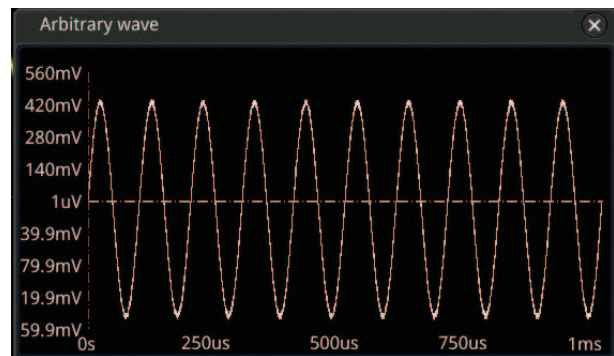 Arbitrary wave
560mV
420mV
280mV
140mV
1uV
39.9mV
79.9mV
19.9mV
59.9mV
0s 250us 500us 750us 1ms